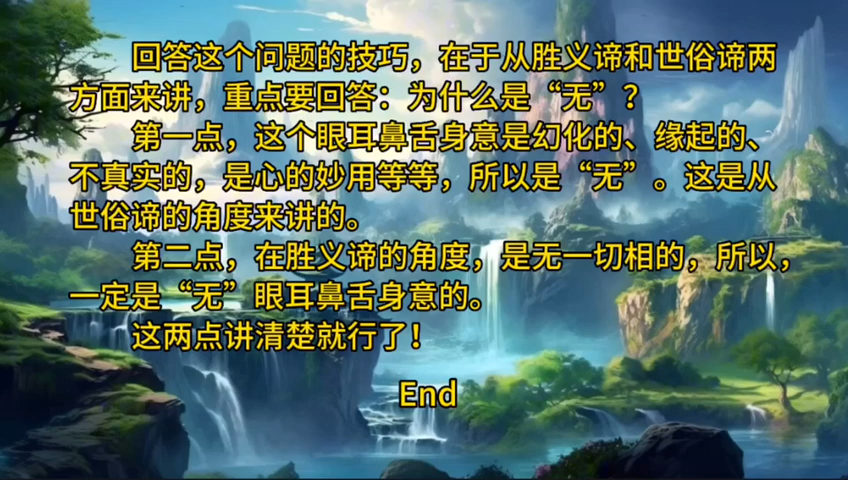 回答这个问题的技巧，在于从胜义谛和世俗谛两
方面来讲，重点要回答：为什么是“无”？
第一点，这个眼耳鼻舌身意是幻化的、缘起的、
不真实的，是心的妙用等等，所以是“无”。这是从
世俗谛的角度来讲的。
第二点，在胜义谛的角度，是无一切相的，所以，
一定是“无”眼耳鼻舌身意的。
这两点讲清楚就行了！
End